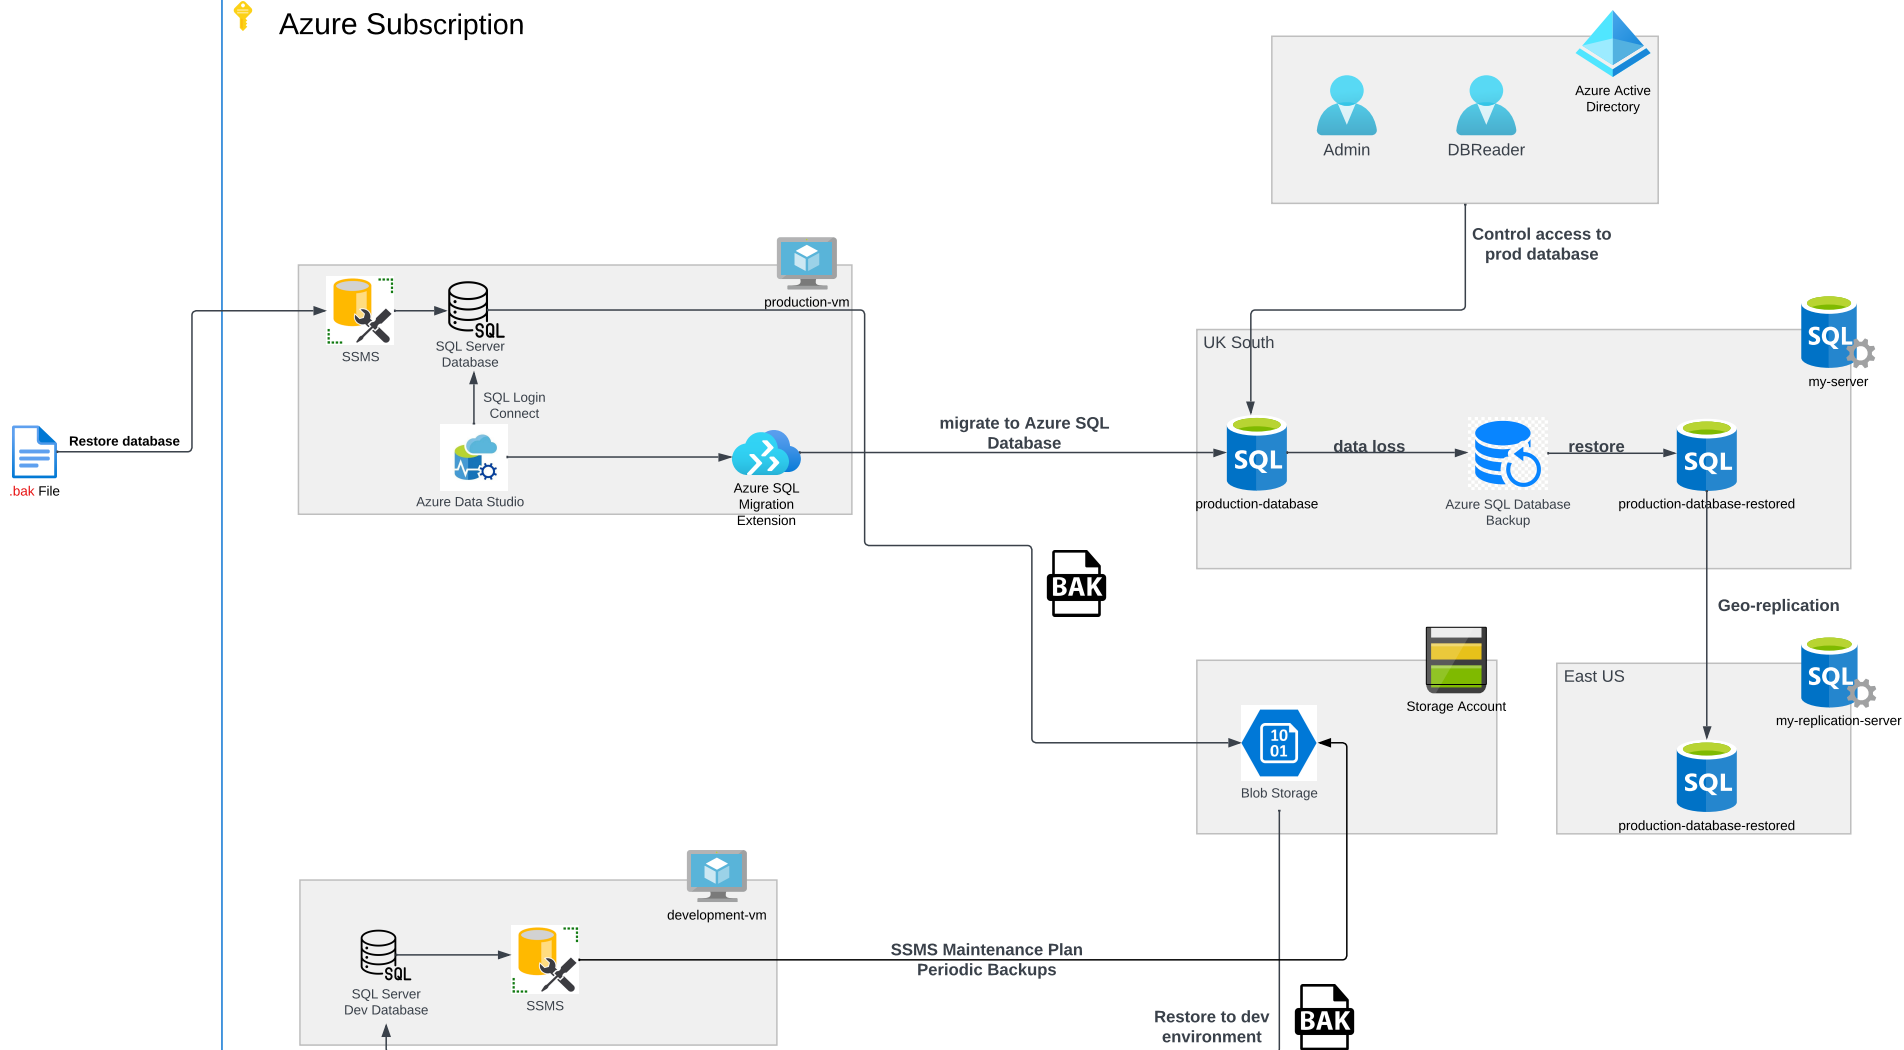 Azure Subscription
Azure Active
Directory
Admin
DBReader
Control access to
prod database
production-vm
SSMS
SQL
SQL Server
Database
SQL Login
Connect
Azure Data Studio
Azure SQL
Migration
Extension
Restore database
.bak File
migrate to Azure SQL
Database
UK South
SQL
my-server
SQL
production-database
data loss
Azure SQL Database
Backup
restore
SQL
production-database-restored
BAK
Geo-replication
Storage Account
10
01
Blob Storage
East US
SQL
my-replication-server
SQL
production-database-restored
development-vm
SQL
SQL Server
Dev Database
SSMS
SSMS Maintenance Plan
Periodic Backups
Restore to dev
environment
BAK